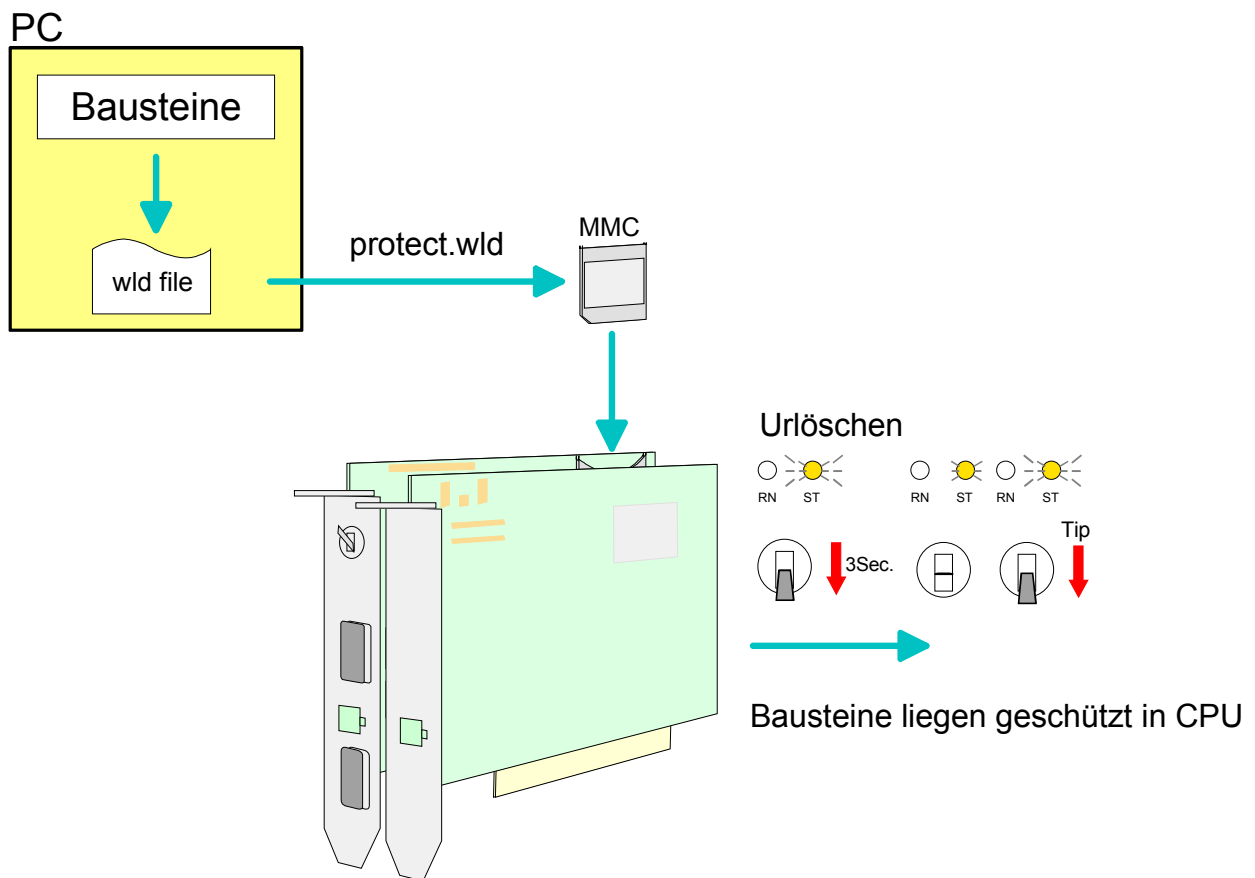 PC
Bausteine
wld file
protect.wld
MMC
Urlöschen
RN ST RN ST RN ST
3Sec.
Tip
Bausteine liegen geschützt in CPU